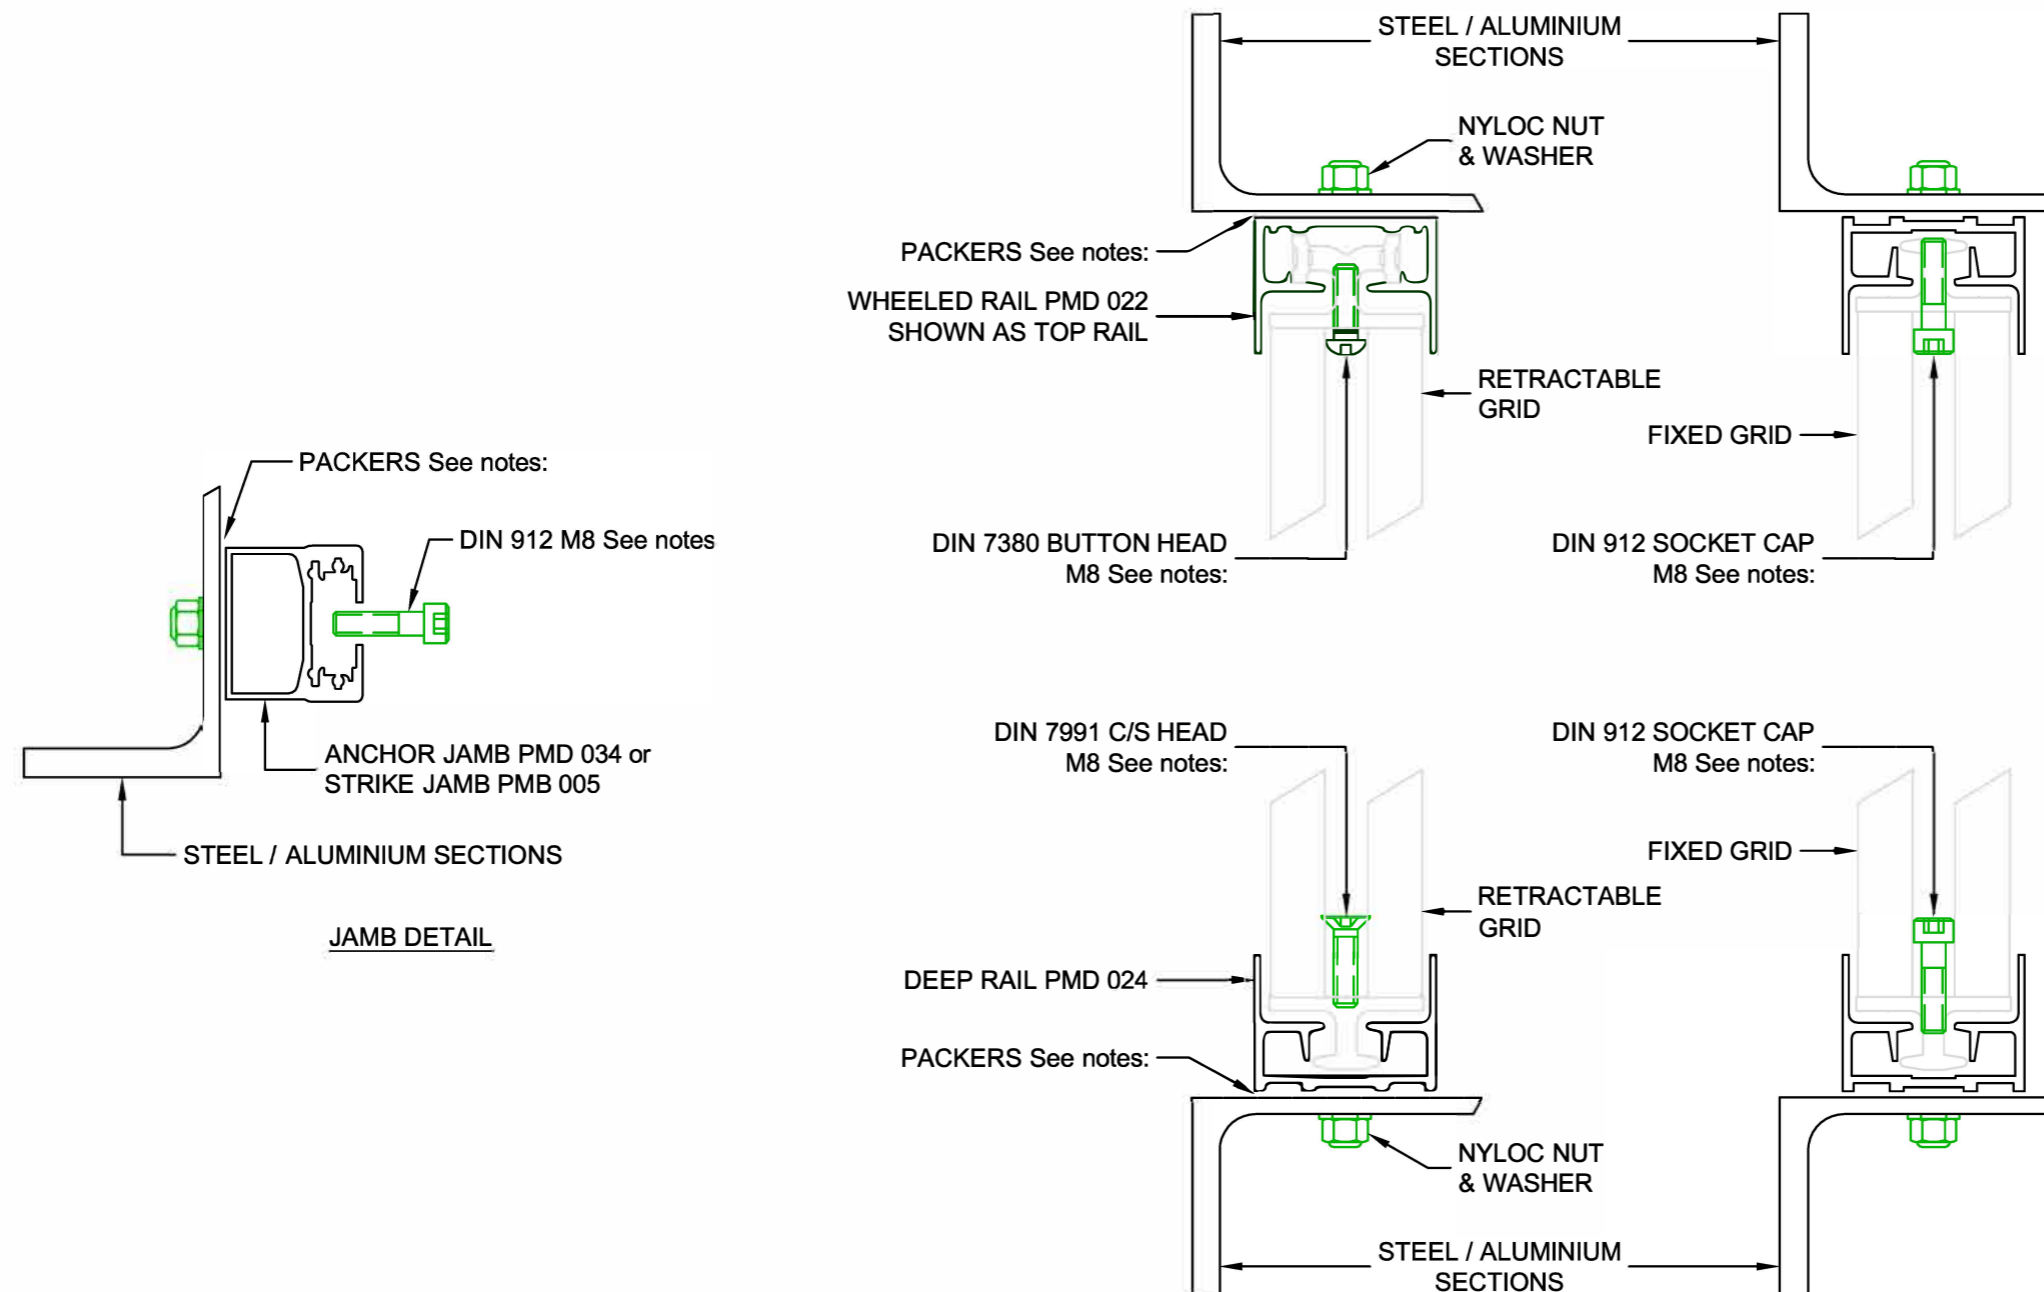 STEEL / ALUMINIUM
SECTIONS
NYLOC NUT
& WASHER
PACKERS See notes:
WHEELED RAIL PMD 022
SHOWN AS TOP RAIL
RETRACTABLE
GRID
FIXED GRID
DIN 7380 BUTTON HEAD
M8 See notes:
DIN 912 SOCKET CAP
M8 See notes:
PACKERS See notes:
DIN 912 M8 See notes
ANCHOR JAMB PMD 034 or
STRIKE JAMB PMB 005
STEEL / ALUMINIUM SECTIONS
JAMB DETAIL
DIN 7991 C/S HEAD
M8 See notes:
DIN 912 SOCKET CAP
M8 See notes:
FIXED GRID
RETRACTABLE
GRID
DEEP RAIL PMD 024
PACKERS See notes:
NYLOC NUT
& WASHER
STEEL / ALUMINIUM
SECTIONS